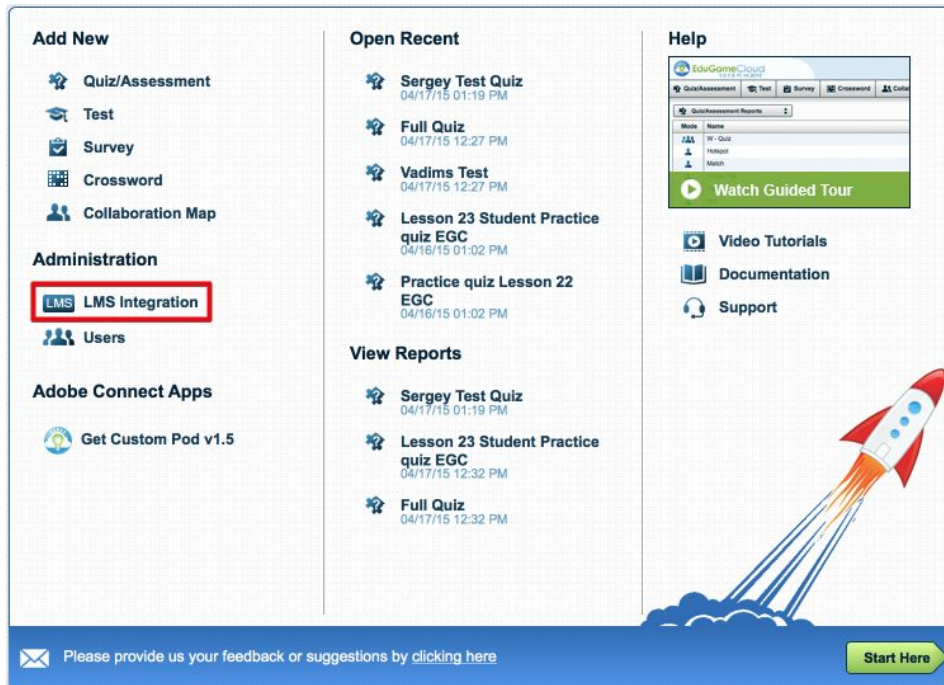 Add New
Quiz/Assessment
Test
Survey
Crossword
Collaboration Map
Administration
LMS LMS Integration
Users
Adobe Connect Apps
Get Custom Pod v1.5
Open Recent
Sergey Test Quiz
04/17/15 01:19 PM
Full Quiz
04/17/15 12:27 PM
Vadims Test
04/17/15 12:27 PM
Lesson 23 Student Practice
quiz EGC
04/16/15 01:02 PM
Practice quiz Lesson 22
EGC
04/16/15 01:02 PM
View Reports
Sergey Test Quiz
04/17/15 01:19 PM
Lesson 23 Student Practice
quiz EGC
04/17/15 12:32 PM
Full Quiz
04/17/15 12:32 PM
Help
EduGameCloud
Quiz/Assessment Test Survey Crossword
Quiz/Assessment Reports
Mode Name
W - Quiz
Hotspot
Match
Watch Guided Tour
Video Tutorials
Documentation
Support
Please provide us your feedback or suggestions by clicking here
Start Here